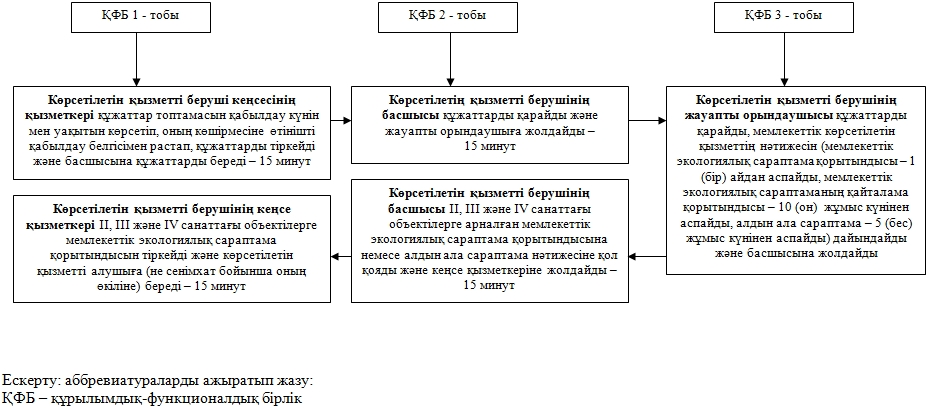 ҚФБ 1 - тобы
ҚФБ 2 - тобы
ҚФБ 3 - тобы
Көрсетілетін қызметті беруші кеңсесінің
қызметкері құжаттар топтамасын қабылдау күнін
мен уақытын көрсетіп, оның көшірмесіне өтінішті
қабылдау белгісімен растап, құжаттарды тіркейді
және басшысына құжаттарды береді – 15 минут
Көрсетілетің қызметті берушінің
басшысы құжаттарды қарайды және
жауапты орындаушыға жолдайды –
15 минут
Көрсетілетін қызметті берушінің
жауапты орындаушысы құжаттарды
қарайды, мемлекеттік көрсетілетін
қызметтің нәтижесін (мемлекеттік
экологиялық сараптама қорытындысы – 1
(бір) айдан аспайды, мемлекеттік
экологиялық сараптаманың қайталама
қорытындысы – 10 (он) жұмыс күнінен
аспайды, алдын ала сараптама – 5 (бес)
жұмыс күнінен аспайды) дайындайды
және басшысына жолдайды
Көрсетілетін қызметті берушінің
басшысы II, III және IV санаттағы
объектілерге арналған мемлекеттік
экологиялық сараптама қорытындысына
немесе алдын ала сараптама нәтижесіне қол
қояды және кеңсе қызметкеріне жолдайды –
15 минут
Көрсетілетін қызметті берушінің кеңсе
қызметкері II, III және IV санаттағы объектілерге
мемлекеттік экологиялық сараптама
қорытындысын тіркейді және көрсетілетін
қызметті алушыға (не сенімхат бойынша оның
өкіліне) береді – 15 минут
Ескерту: аббревиатураларды ажыратып жазу:
ҚФБ – құрылымдық-функционалдық бірлік